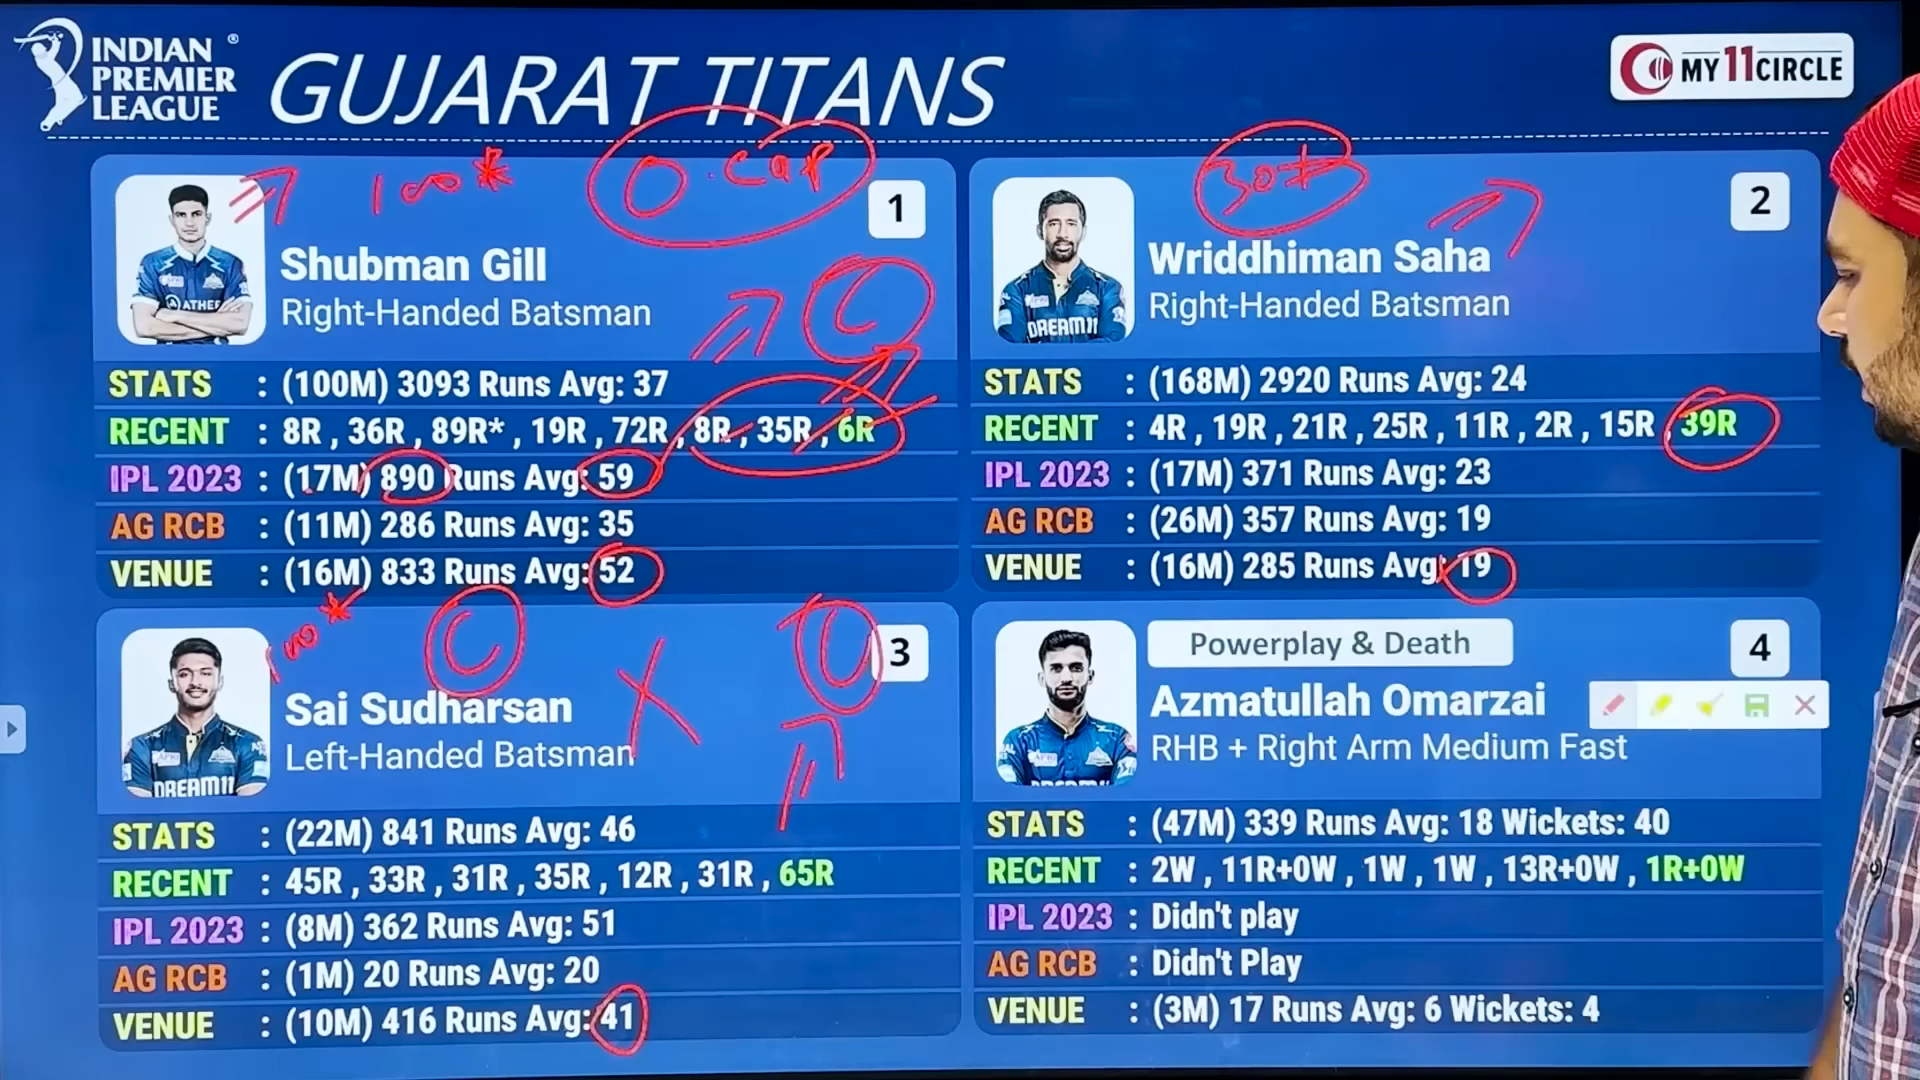 INDIAN
PREMIER
LEAGUE
GUJARAT TITANS
MY11CIRCLE
100*
O.CAP
1
ATHER
Shubman Gill
Right-Handed Batsman
C
STATS : (100M) 3093 Runs Avg: 37
RECENT : 8R , 36R , 89R* , 19R , 72R , 8R , 35R , 6R
IPL 2023 : (17M) 890 Runs Avg: 59
AG RCB : (11M) 286 Runs Avg: 35
VENUE : (16M) 833 Runs Avg: 52
30+
2
DREAM11
Wriddhiman Saha
Right-Handed Batsman
STATS : (168M) 2920 Runs Avg: 24
RECENT : 4R , 19R , 21R , 25R , 11R , 2R , 15R , 39R
IPL 2023 : (17M) 371 Runs Avg: 23
AG RCB : (26M) 357 Runs Avg: 19
VENUE : (16M) 285 Runs Avg: 19
100*
C
3
DREAM11
Sai Sudharsan
Left-Handed Batsman
STATS : (22M) 841 Runs Avg: 46
RECENT : 45R , 33R , 31R , 35R , 12R , 31R , 65R
IPL 2023 : (8M) 362 Runs Avg: 51
AG RCB : (1M) 20 Runs Avg: 20
VENUE : (10M) 416 Runs Avg: 41
Powerplay & Death
4
Azmatullah Omarzai
RHB + Right Arm Medium Fast
STATS : (47M) 339 Runs Avg: 18 Wickets: 40
RECENT : 2W , 11R+0W , 1W , 1W , 13R+0W , 1R+0W
IPL 2023 : Didn't play
AG RCB : Didn't Play
VENUE : (3M) 17 Runs Avg: 6 Wickets: 4